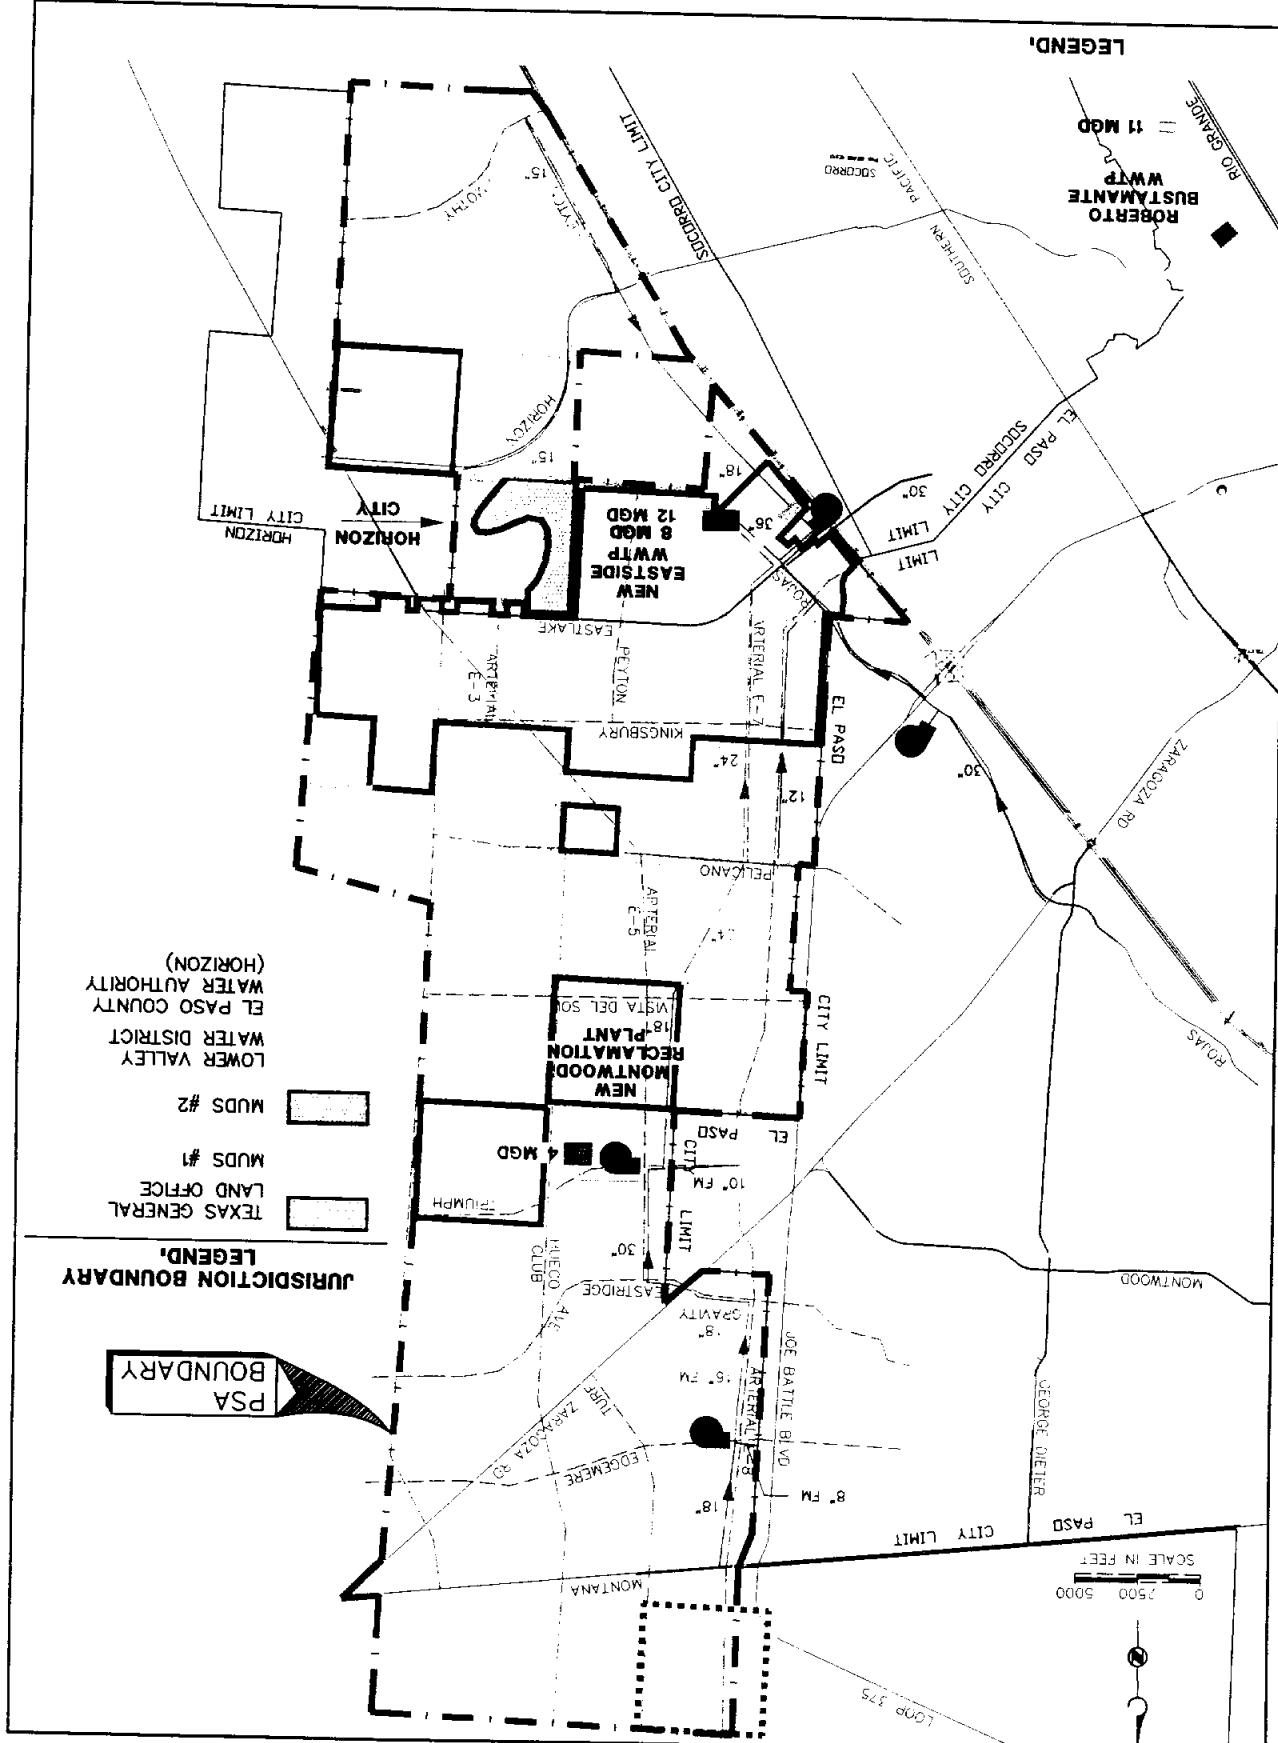 LOOP 375
0 2500 5000
SCALE IN FEET
MONTANA
EL PASO CITY LIMIT
8" FM
18"
EDGEMERE
ZARAGOZA RD
TURF
GEORGE DIETER
JOE BATTLE BLVD
ARTERIAL E-8
16" FM
18"
GRAVITY
PSA
BOUNDARY
MONTWOOD
EASTRIDGE
HUECO
CLUB
AVE
30"
JURISDICTION BOUNDARY
LEGEND:
TEXAS GENERAL
LAND OFFICE
MUDS #1
MUDS #2
LOWER VALLEY
WATER DISTRICT
EL PASO COUNTY
WATER AUTHORITY
(HORIZON)
CITY LIMIT
10" FM
4 MGD
EL PASO
NEW
MONTWOOD
RECLAMATION
PLANT
18"
VISTA DEL SOL
CITY LIMIT
ROJAS
ARTERIAL
E-5
PELICANO
ZARAGOZA RD
12"
24"
30"
KINGSBURY
EL PASO
ARTERIAL
E-3
PEYTON
EASTLAKE
ROJAS
NEW
EASTSIDE
WWTP
8 MGD
12 MGD
HORIZON
CITY
HORIZON
CITY LIMIT
LIMIT
LIMIT
CITY
EL PASO
SOCORRO CITY
30"
36"
18"
15"
HORIZON
SOUTHERN
PACIFIC
SOCORRO
SOCORRO CITY LIMIT
15"
ROBERTO
BUSTAMANTE
WWTP
11 MGD
RIO GRANDE
LEGEND: